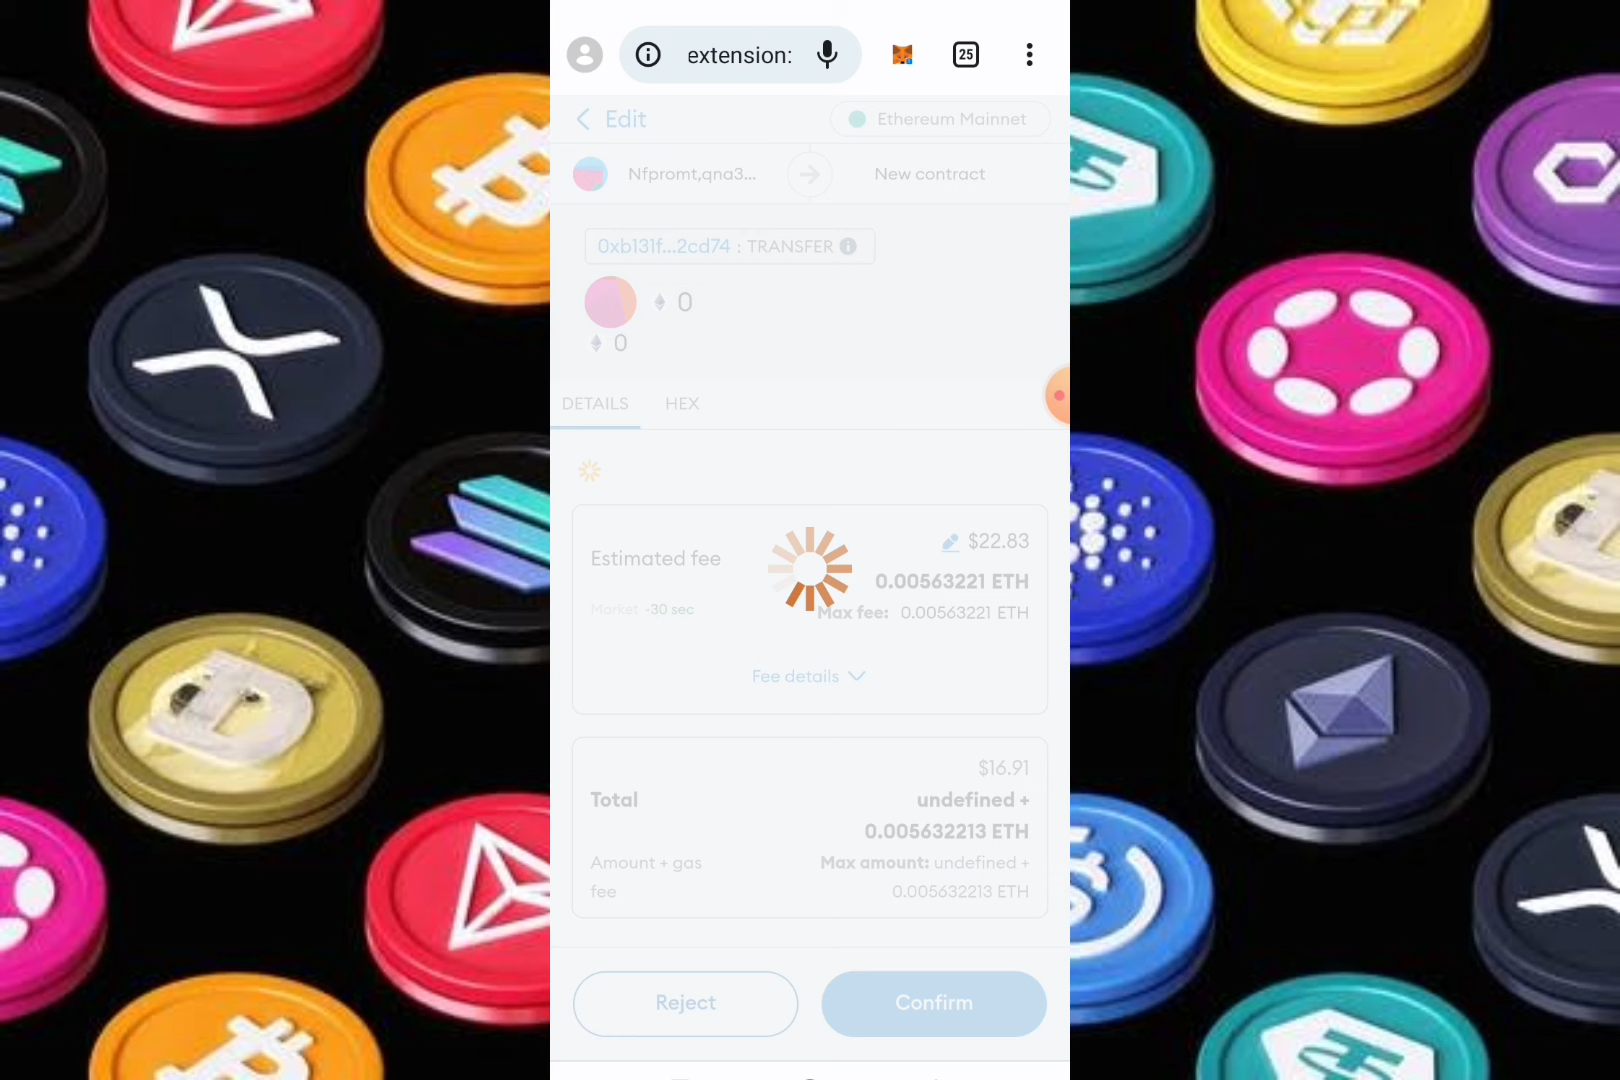 extension:
25
Edit
Ethereum Mainnet
Nfpromt,qna3...
New contract
0xb131f...2cd74 : TRANSFER
0
0
DETAILS
HEX
$22.83
Estimated fee
0.00563221 ETH
Market ~30 sec
Max fee: 0.00563221 ETH
Fee details
$16.91
Total
undefined +
0.005632213 ETH
Amount + gas
fee
Max amount: undefined +
0.005632213 ETH
Reject
Confirm